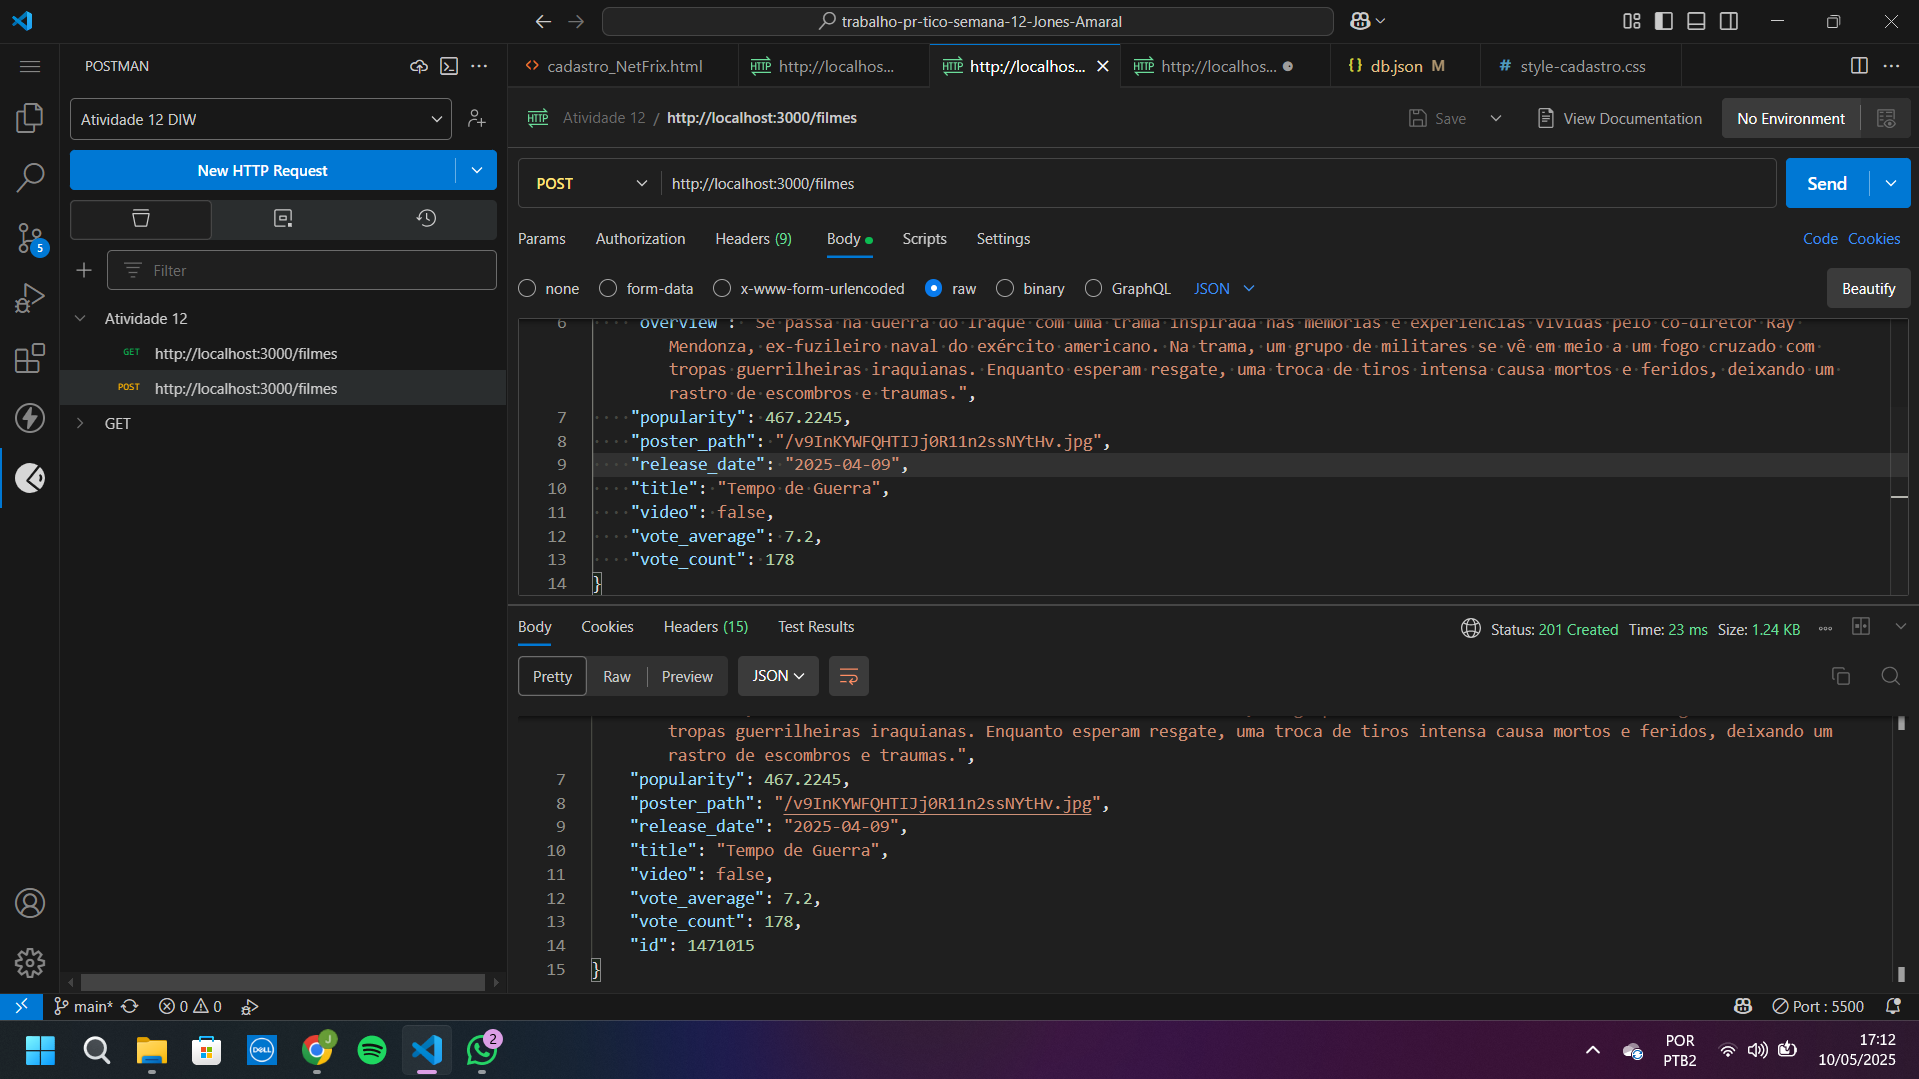 trabalho-pr-tico-semana-12-Jones-Amaral
POSTMAN
cadastro_NetFrix.html
http://localhos...
http://localhos...
http://localhos...
db.json M
style-cadastro.css
Atividade 12 DIW
Atividade 12 / http://localhost:3000/filmes
Save
View Documentation
No Environment
New HTTP Request
POST
http://localhost:3000/filmes
Send
Params
Authorization
Headers (9)
Body
Scripts
Settings
Code
Cookies
5
Filter
none
form-data
x-www-form-urlencoded
raw
binary
GraphQL
JSON
Beautify
Atividade 12
GET http://localhost:3000/filmes
POST http://localhost:3000/filmes
GET
6 "overview": "Se passa na Guerra do Iraque com uma trama inspirada nas memórias e experiências vividas pelo co-diretor Ray
Mendonza, ex-fuzileiro naval do exército americano. Na trama, um grupo de militares se vê em meio a um fogo cruzado com
tropas guerrilheiras iraquianas. Enquanto esperam resgate, uma troca de tiros intensa causa mortos e feridos, deixando um
rastro de escombros e traumas.",
7 "popularity": 467.2245,
8 "poster_path": "/v9InKYWFQHTIJj0R11n2ssNYtHv.jpg",
9 "release_date": "2025-04-09",
10 "title": "Tempo de Guerra",
11 "video": false,
12 "vote_average": 7.2,
13 "vote_count": 178
14 }
Body
Cookies
Headers (15)
Test Results
Status: 201 Created Time: 23 ms Size: 1.24 KB
Pretty
Raw
Preview
JSON
tropas guerrilheiras iraquianas. Enquanto esperam resgate, uma troca de tiros intensa causa mortos e feridos, deixando um
rastro de escombros e traumas.",
7 "popularity": 467.2245,
8 "poster_path": "/v9InKYWFQHTIJj0R11n2ssNYtHv.jpg",
9 "release_date": "2025-04-09",
10 "title": "Tempo de Guerra",
11 "video": false,
12 "vote_average": 7.2,
13 "vote_count": 178,
14 "id": 1471015
15 }
main*
0
0
Port : 5500
DELL
J
2
POR
PTB2
17:12
10/05/2025